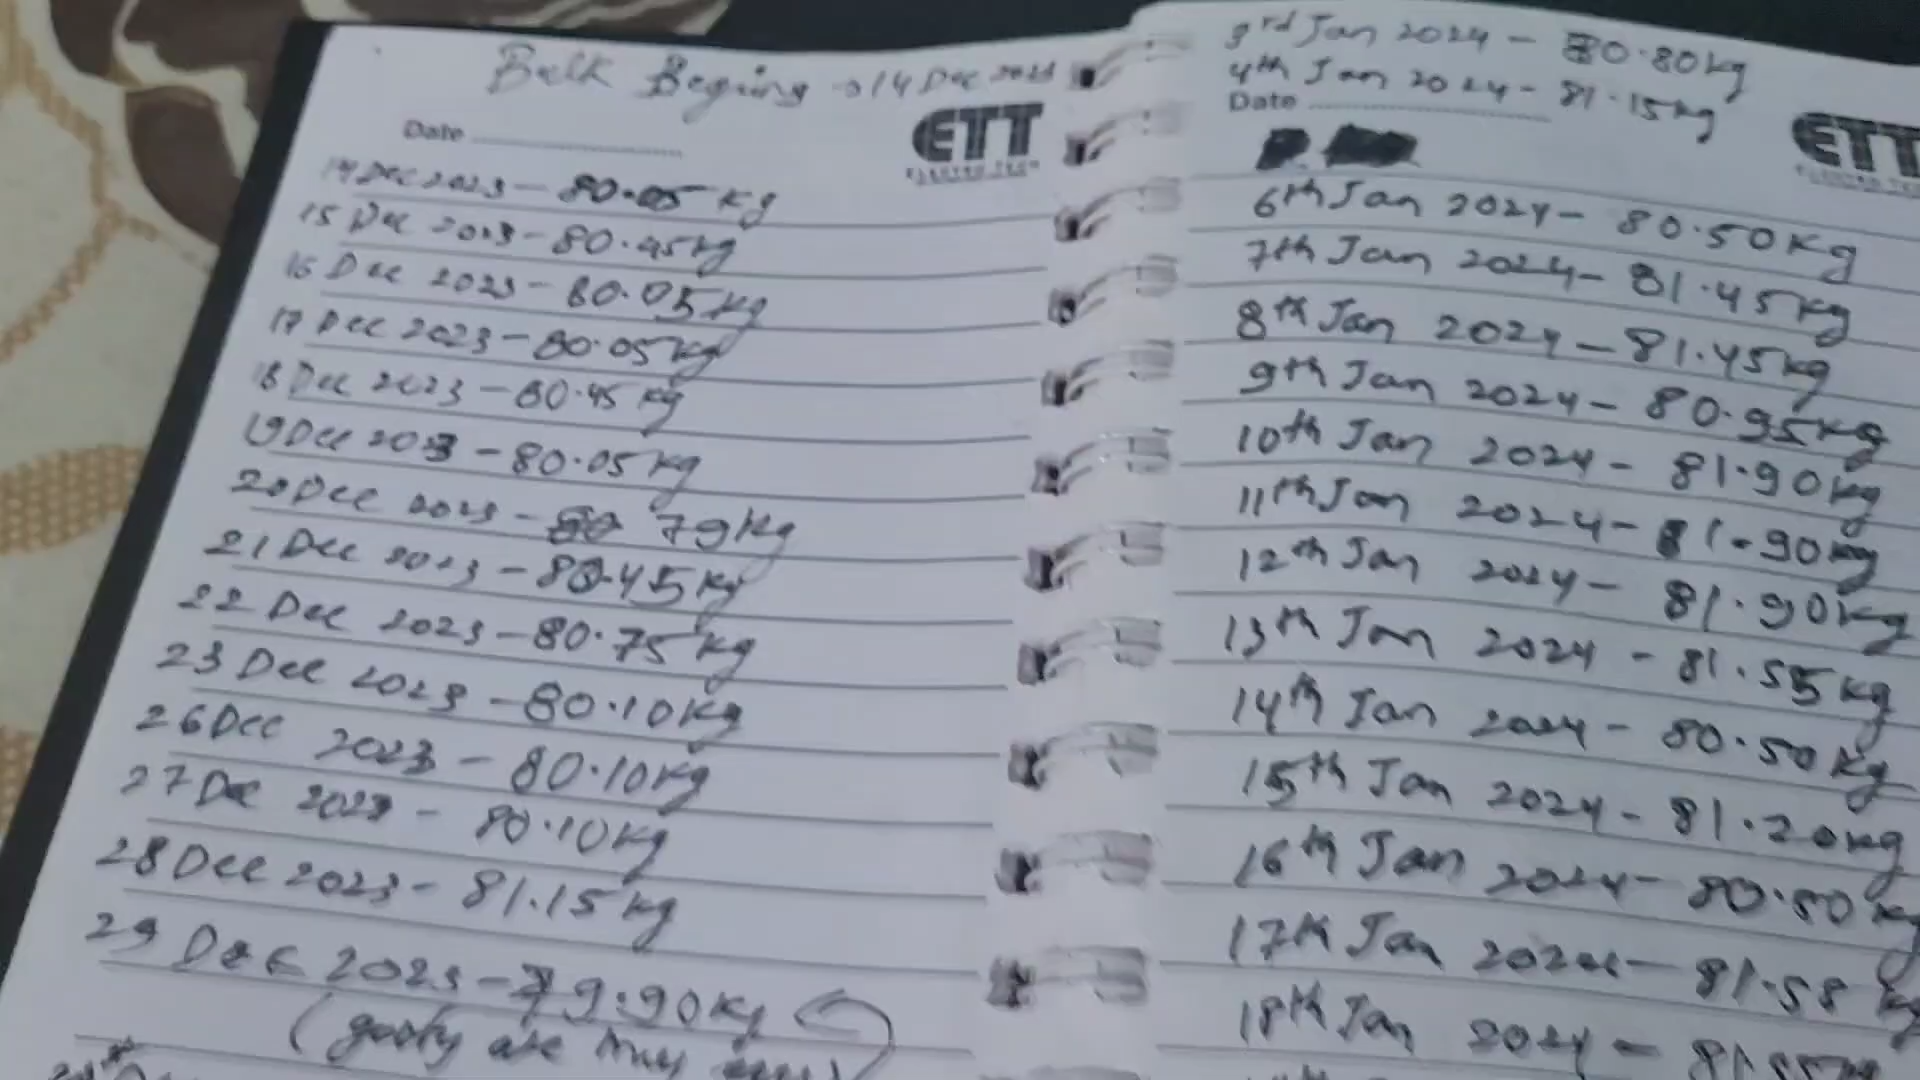 Bulk Begining → 14 Dec 2023
Date
ETT
ELECTRO TECH
14 Dec 2023 - 80.05 kg
15 Dec 2023 - 80.45 kg
16 Dec 2023 - 80.05 kg
17 Dec 2023 - 80.05 kg
18 Dec 2023 - 80.45 kg
19 Dec 2023 - 80.05 kg
20 Dec 2023 - 79 kg
21 Dec 2023 - 80.45 kg
22 Dec 2023 - 80.75 kg
23 Dec 2023 - 80.10 kg
26 Dec 2023 - 80.10 kg
27 Dec 2023 - 80.10 kg
28 Dec 2023 - 81.15 kg
29 Dec 2023 - 79.90 kg
3rd Jan 2024 - 80.80 kg
4th Jan 2024 - 81.15 kg
Date
ETT
6th Jan 2024 - 80.50 kg
7th Jan 2024 - 81.45 kg
8th Jan 2024 - 81.45 kg
9th Jan 2024 - 80.95 kg
10th Jan 2024 - 81.90 kg
11th Jan 2024 - 81.90 kg
12th Jan 2024 - 81.90 kg
13th Jan 2024 - 81.55 kg
14th Jan 2024 - 80.50 kg
15th Jan 2024 - 81.20 kg
16th Jan 2024 - 80.50 kg
17th Jan 2024 - 81.58 kg
18th Jan 2024 -